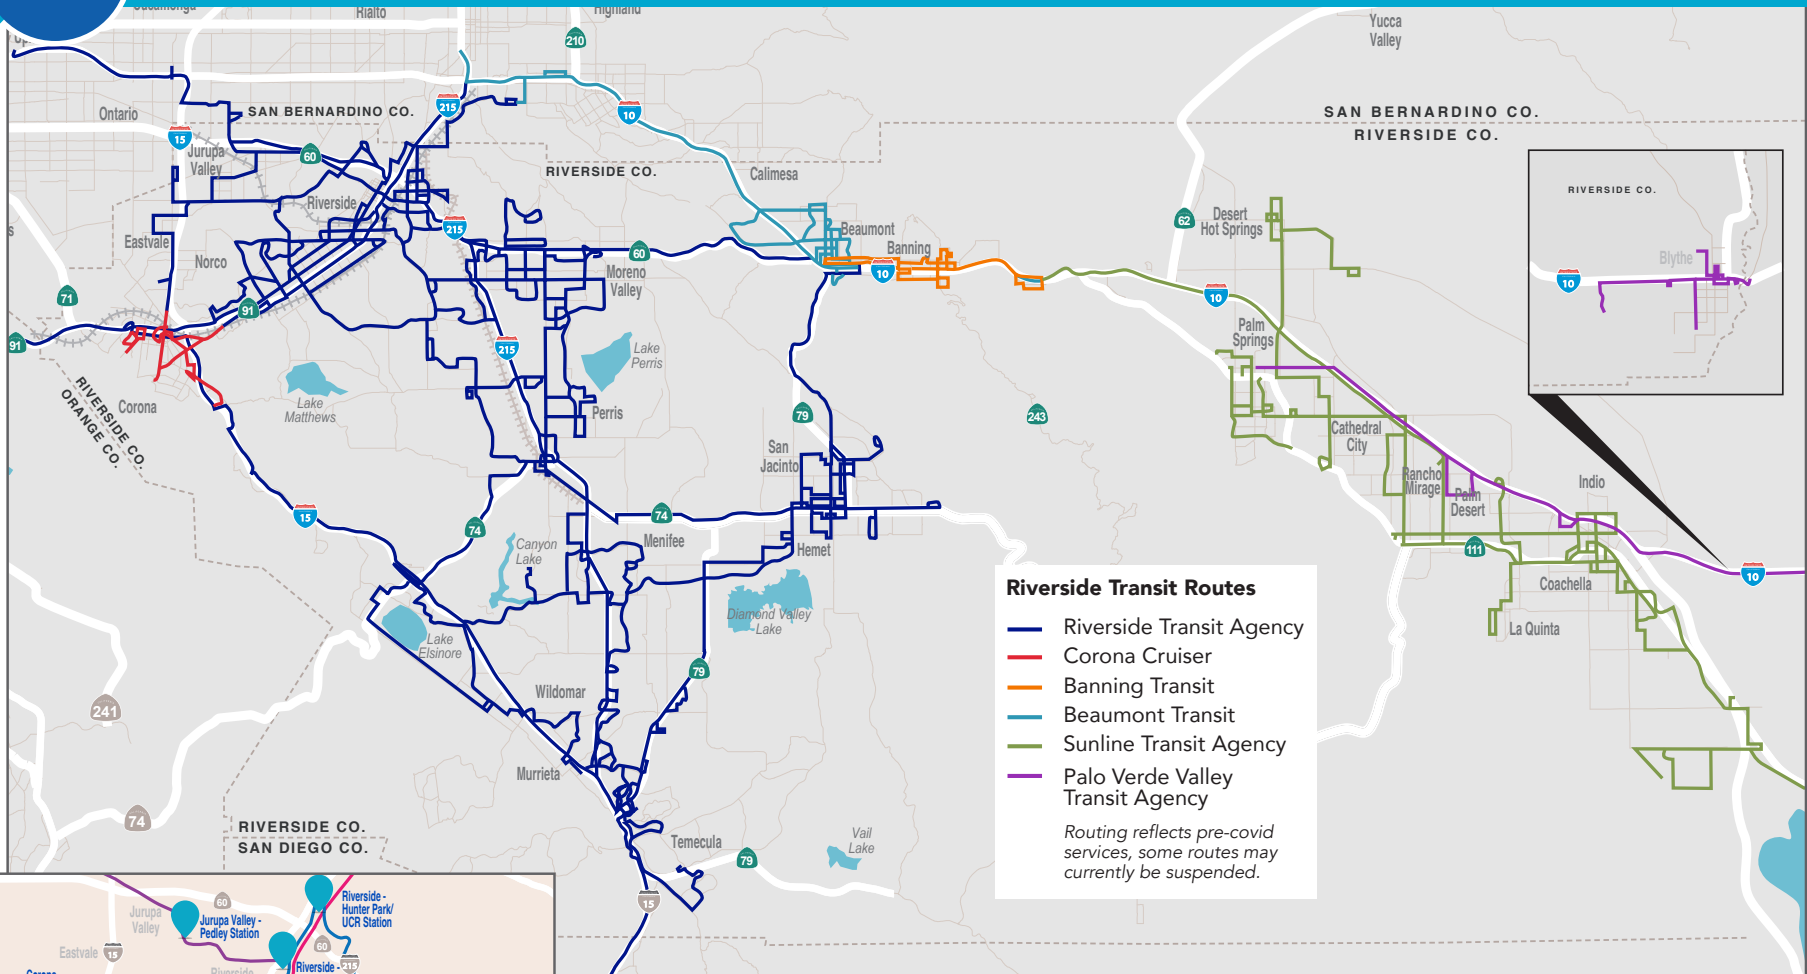 Rialto
Highland
Yucca
Valley
210
Ontario
SAN BERNARDINO CO.
215
10
SAN BERNARDINO CO.
RIVERSIDE CO.
15
Jurupa
Valley
60
RIVERSIDE CO.
Calimesa
RIVERSIDE CO.
Riverside
62
Desert
Hot Springs
215
Eastvale
Beaumont
Banning
60
Norco
Moreno
Valley
10
Blythe
10
71
91
10
91
Palm
Springs
215
Lake
Perris
RIVERSIDE CO.
ORANGE CO.
Corona
Lake
Matthews
Perris
79
243
Cathedral
City
San
Jacinto
Rancho
Mirage
Palm
Desert
Indio
15
74
74
Menifee
Canyon
Lake
Hemet
111
10
Coachella
Diamond Valley
Lake
La Quinta
Lake
Elsinore
79
Wildomar
241
Murrieta
74
RIVERSIDE CO.
SAN DIEGO CO.
Temecula
79
Vail
Lake
15
Riverside Transit Routes
Riverside Transit Agency
Corona Cruiser
Banning Transit
Beaumont Transit
Sunline Transit Agency
Palo Verde Valley
Transit Agency
Routing reflects pre-covid
services, some routes may
currently be suspended.
60
Riverside -
Hunter Park/
UCR Station
Jurupa
Valley
Jurupa Valley -
Pedley Station
60
Eastvale
15
Riverside
Riverside -
215